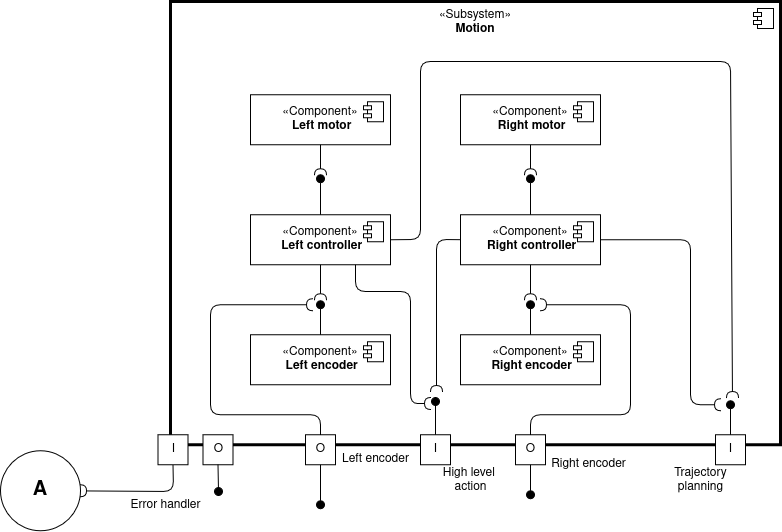 «Subsystem»
Motion
«Component»
Left motor
«Component»
Right motor
«Component»
Left controller
«Component»
Right controller
«Component»
Left encoder
«Component»
Right encoder
I
O
O
Left encoder
I
O
Right encoder
I
High level
action
Trajectory
planning
A
Error handler